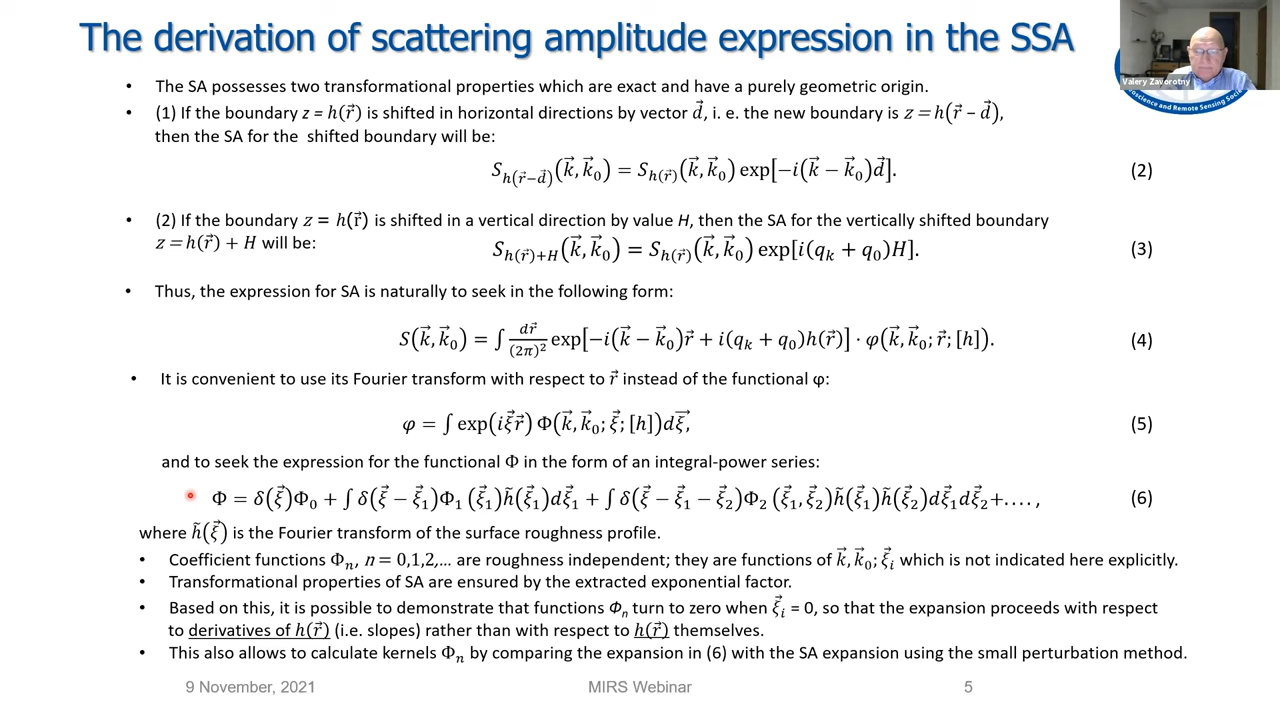 The derivation of scattering amplitude expression in the SSA
Valery Zavorotny
oscience and Remote Sensing Soc
• The SA possesses two transformational properties which are exact and have a purely geometric origin.
• (1) If the boundary z = h(r⃗) is shifted in horizontal directions by vector d⃗, i. e. the new boundary is z = h(r⃗ − d⃗),
then the SA for the shifted boundary will be:
S_{h(r⃗−d⃗)}(k⃗, k⃗₀) = S_{h(r⃗)}(k⃗, k⃗₀) exp[−i(k⃗ − k⃗₀)d⃗]. (2)
• (2) If the boundary z = h(r⃗) is shifted in a vertical direction by value H, then the SA for the vertically shifted boundary
z = h(r⃗) + H will be: S_{h(r⃗)+H}(k⃗, k⃗₀) = S_{h(r⃗)}(k⃗, k⃗₀) exp[i(q_k + q₀)H]. (3)
• Thus, the expression for SA is naturally to seek in the following form:
S(k⃗, k⃗₀) = ∫ dr⃗/(2π)² exp[−i(k⃗ − k⃗₀)r⃗ + i(q_k + q₀)h(r⃗)] · φ(k⃗, k⃗₀; r⃗; [h]). (4)
• It is convenient to use its Fourier transform with respect to r⃗ instead of the functional φ:
φ = ∫ exp(iξ⃗r⃗) Φ(k⃗, k⃗₀; ξ⃗; [h])dξ⃗, (5)
and to seek the expression for the functional Φ in the form of an integral-power series:
Φ = δ(ξ⃗)Φ₀ + ∫ δ(ξ⃗ − ξ⃗₁)Φ₁ (ξ⃗₁)h̃(ξ⃗₁)dξ⃗₁ + ∫ δ(ξ⃗ − ξ⃗₁ − ξ⃗₂)Φ₂ (ξ⃗₁, ξ⃗₂)h̃(ξ⃗₁)h̃(ξ⃗₂)dξ⃗₁dξ⃗₂+. . . . , (6)
where h̃(ξ⃗) is the Fourier transform of the surface roughness profile.
• Coefficient functions Φₙ, n = 0,1,2,... are roughness independent; they are functions of k⃗, k⃗₀; ξ⃗ᵢ which is not indicated here explicitly.
• Transformational properties of SA are ensured by the extracted exponential factor.
• Based on this, it is possible to demonstrate that functions Φₙ turn to zero when ξ⃗ᵢ = 0, so that the expansion proceeds with respect
to derivatives of h(r⃗) (i.e. slopes) rather than with respect to h(r⃗) themselves.
• This also allows to calculate kernels Φₙ by comparing the expansion in (6) with the SA expansion using the small perturbation method.
9 November, 2021 MIRS Webinar 5